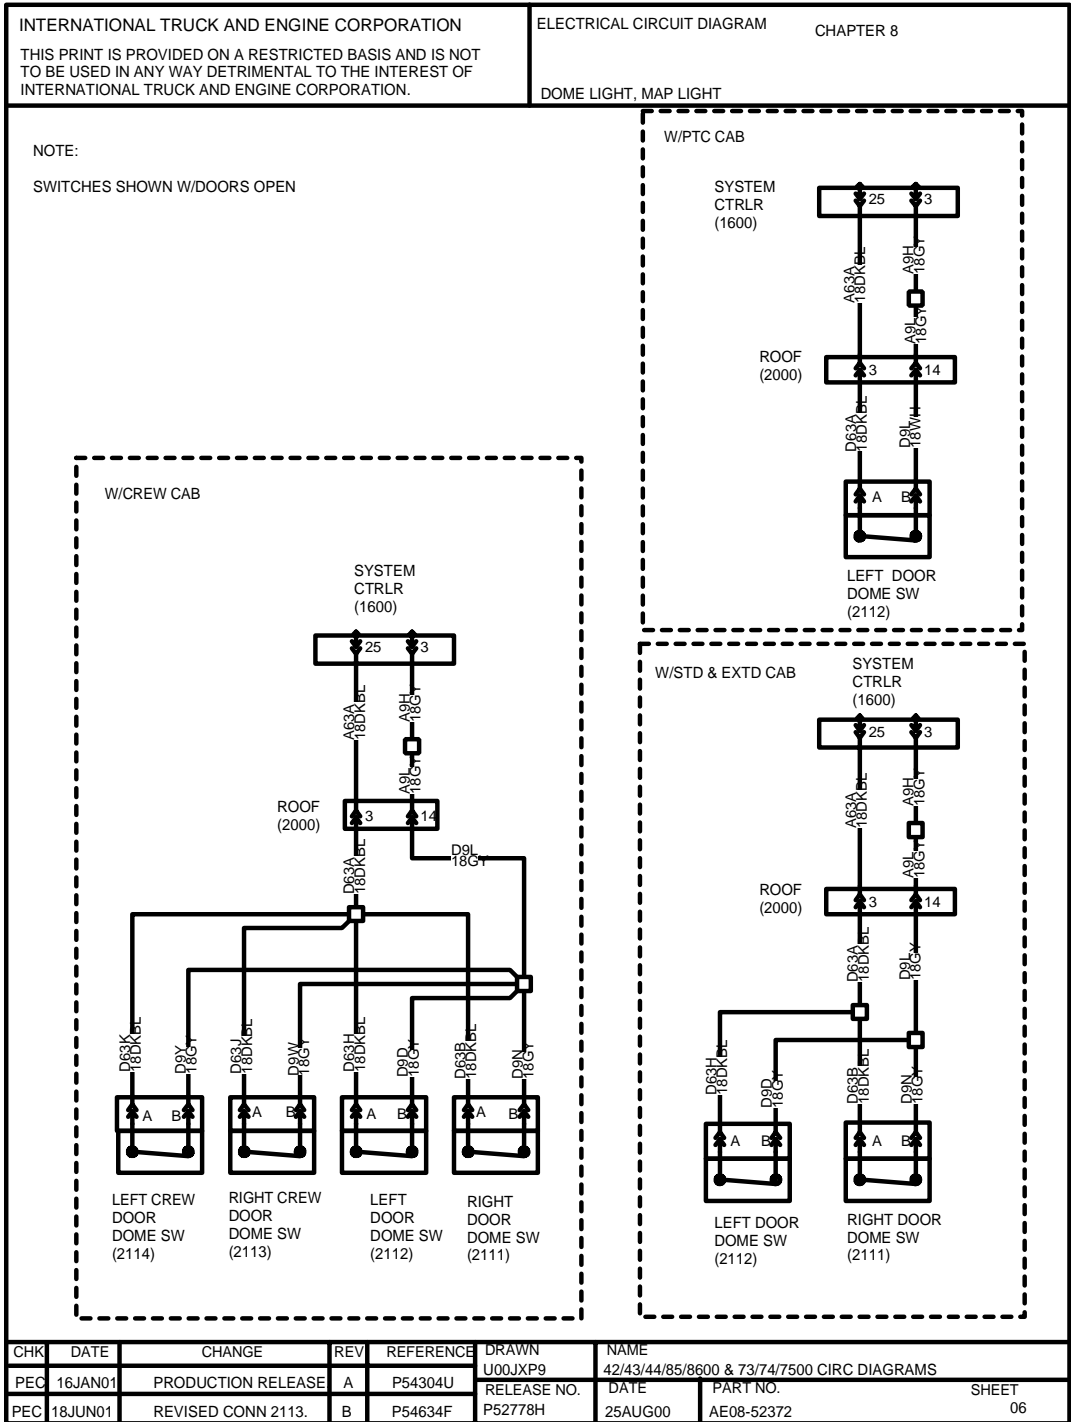 INTERNATIONAL TRUCK AND ENGINE CORPORATION
THIS PRINT IS PROVIDED ON A RESTRICTED BASIS AND IS NOT
TO BE USED IN ANY WAY DETRIMENTAL TO THE INTEREST OF
INTERNATIONAL TRUCK AND ENGINE CORPORATION.
ELECTRICAL CIRCUIT DIAGRAM
CHAPTER 8
DOME LIGHT, MAP LIGHT
NOTE:
SWITCHES SHOWN W/DOORS OPEN
W/PTC CAB
SYSTEM
CTRLR
(1600)
25
3
A63A
18DKBL
A9H
18GY
A9L
18GY
ROOF
(2000)
3
14
D63A
18DKBL
D9L
18WH
A
B
LEFT DOOR
DOME SW
(2112)
W/CREW CAB
SYSTEM
CTRLR
(1600)
25
3
A63A
18DKBL
A9H
18GY
A9L
18GY
ROOF
(2000)
3
14
D63A
18DKBL
D9L
18GY
D63K
18DKBL
D9Y
18GY
D63J
18DKBL
D9W
18GY
D63H
18DKBL
D9D
18GY
D63B
18DKBL
D9N
18GY
A
B
A
B
A
B
A
B
LEFT CREW
DOOR
DOME SW
(2114)
RIGHT CREW
DOOR
DOME SW
(2113)
LEFT
DOOR
DOME SW
(2112)
RIGHT
DOOR
DOME SW
(2111)
W/STD & EXTD CAB
SYSTEM
CTRLR
(1600)
25
3
A63A
18DKBL
A9H
18GY
A9L
18GY
ROOF
(2000)
3
14
D63A
18DKBL
D9L
18GY
D63H
18DKBL
D9D
18GY
D63B
18DKBL
D9N
18GY
A
B
A
B
LEFT DOOR
DOME SW
(2112)
RIGHT DOOR
DOME SW
(2111)
CHK DATE CHANGE REV REFERENCE
PEC 16JAN01 PRODUCTION RELEASE A P54304U
PEC 18JUN01 REVISED CONN 2113. B P54634F
DRAWN
U00JXP9
RELEASE NO.
P52778H
NAME
42/43/44/85/8600 & 73/74/7500 CIRC DIAGRAMS
DATE
25AUG00
PART NO.
AE08-52372
SHEET
06